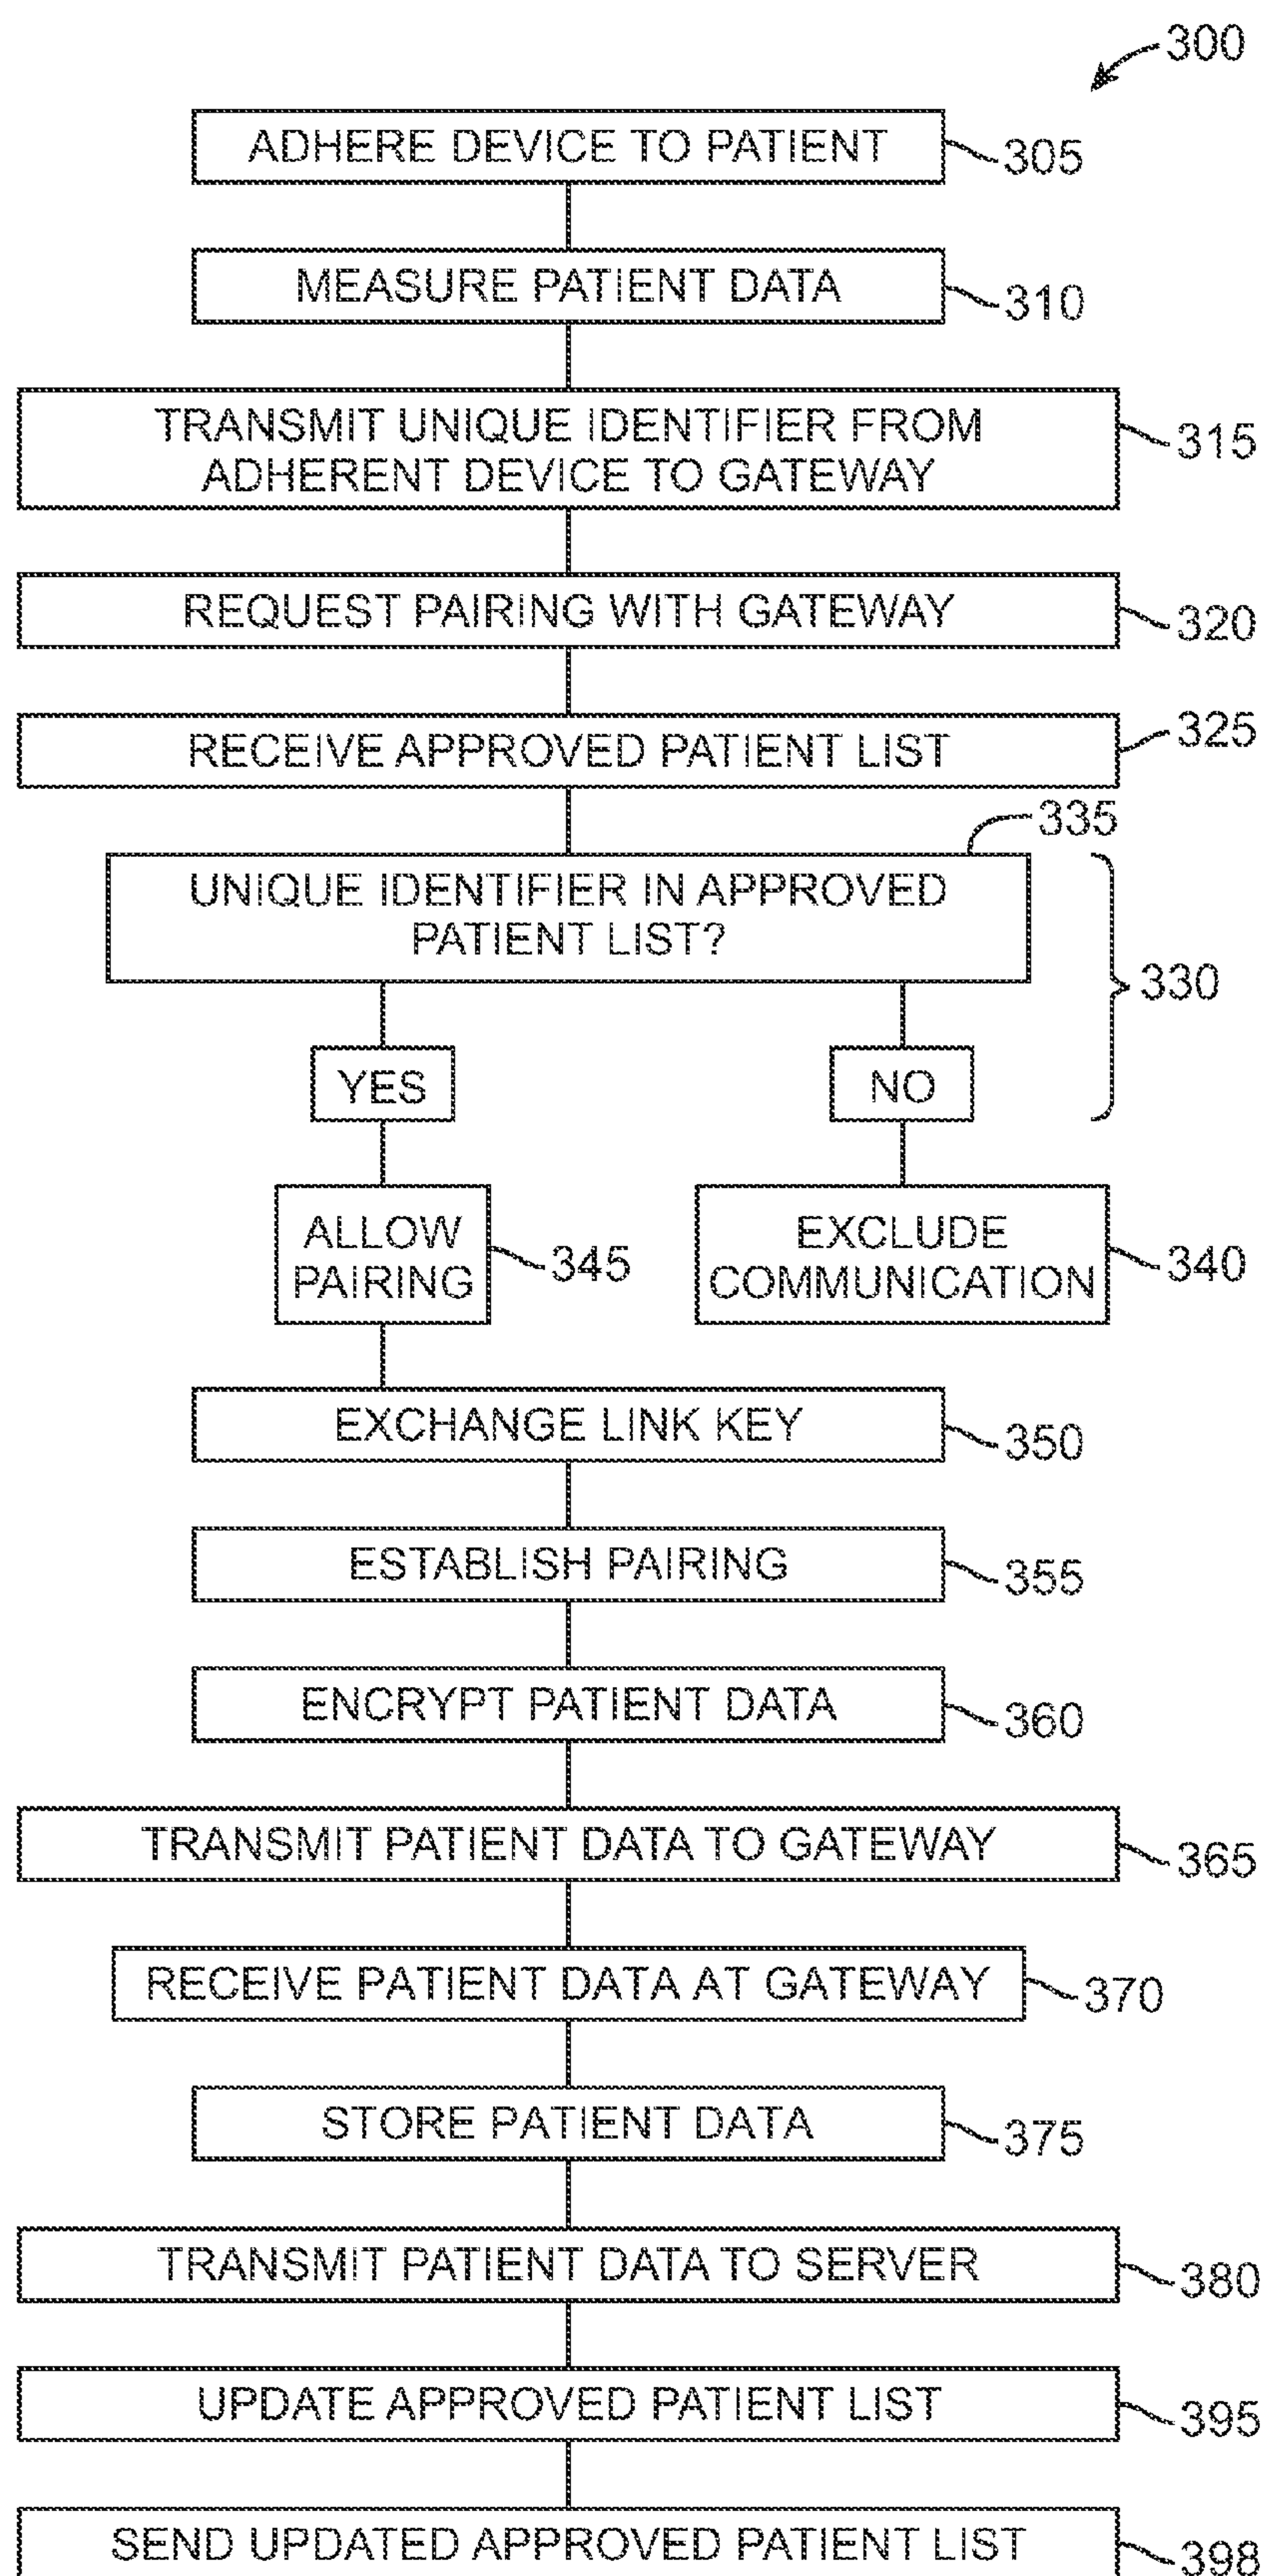 300
ADHERE DEVICE TO PATIENT
305
MEASURE PATIENT DATA
310
TRANSMIT UNIQUE IDENTIFIER FROM
ADHERENT DEVICE TO GATEWAY
315
REQUEST PAIRING WITH GATEWAY
320
RECEIVE APPROVED PATIENT LIST
325
335
UNIQUE IDENTIFIER IN APPROVED
PATIENT LIST?
330
YES
NO
ALLOW
PAIRING
345
EXCLUDE
COMMUNICATION
340
EXCHANGE LINK KEY
350
ESTABLISH PAIRING
355
ENCRYPT PATIENT DATA
360
TRANSMIT PATIENT DATA TO GATEWAY
365
RECEIVE PATIENT DATA AT GATEWAY
370
STORE PATIENT DATA
375
TRANSMIT PATIENT DATA TO SERVER
380
UPDATE APPROVED PATIENT LIST
395
SEND UPDATED APPROVED PATIENT LIST
398